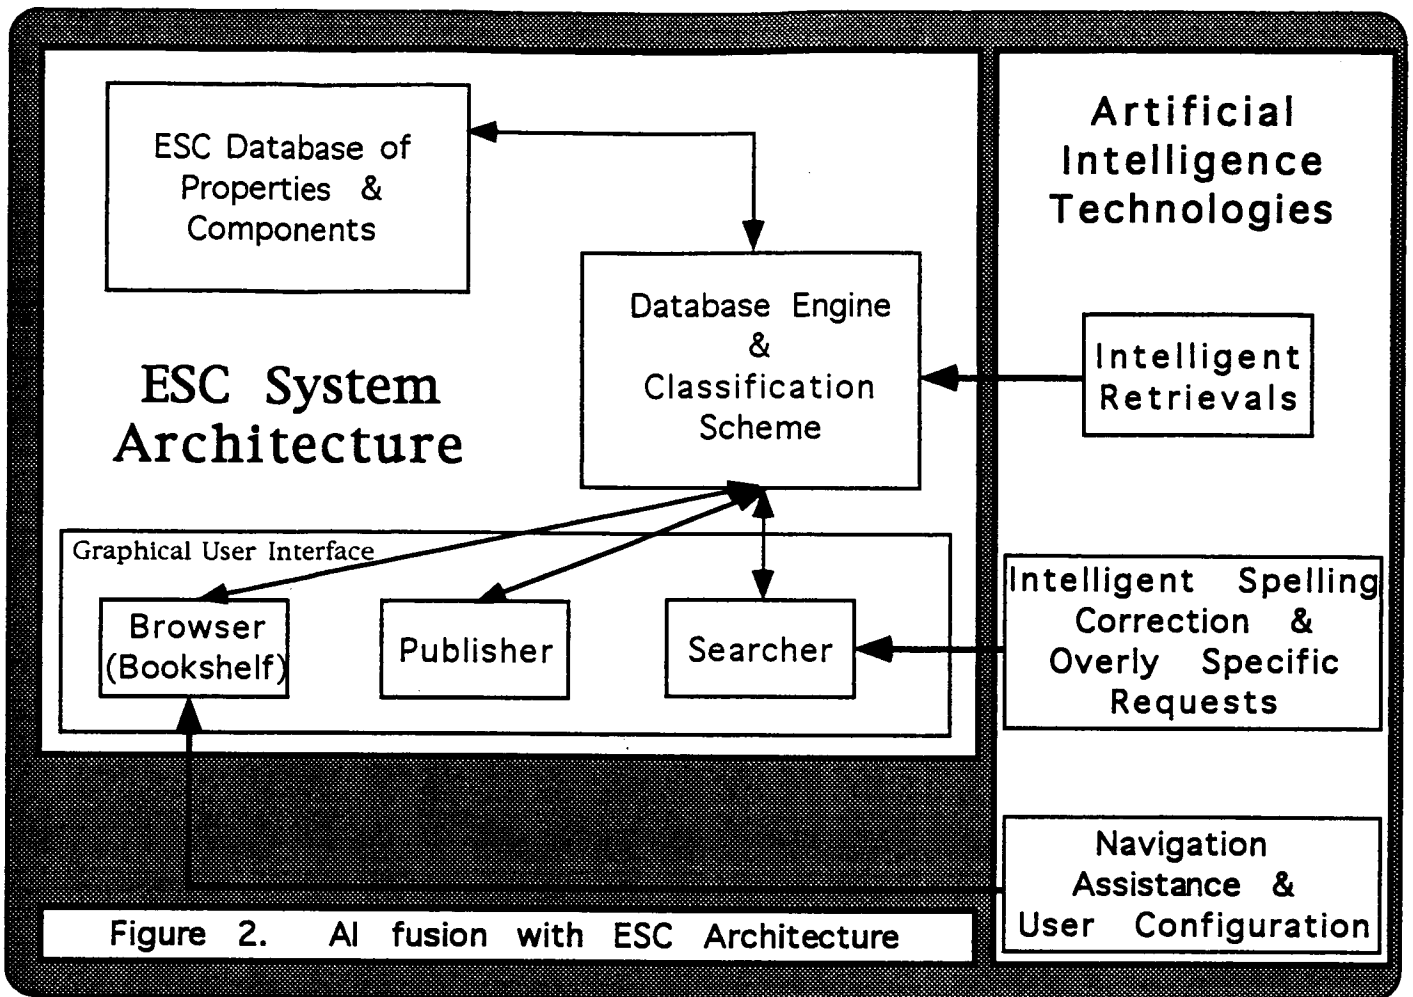 ESC Database of
Properties &
Components
Database Engine
&
Classification
Scheme
ESC System
Architecture
Graphical User Interface
Browser
(Bookshelf)
Publisher
Searcher
Artificial
Intelligence
Technologies
Intelligent
Retrievals
Intelligent Spelling
Correction &
Overly Specific
Requests
Navigation
Assistance &
User Configuration
Figure 2. AI fusion with ESC Architecture